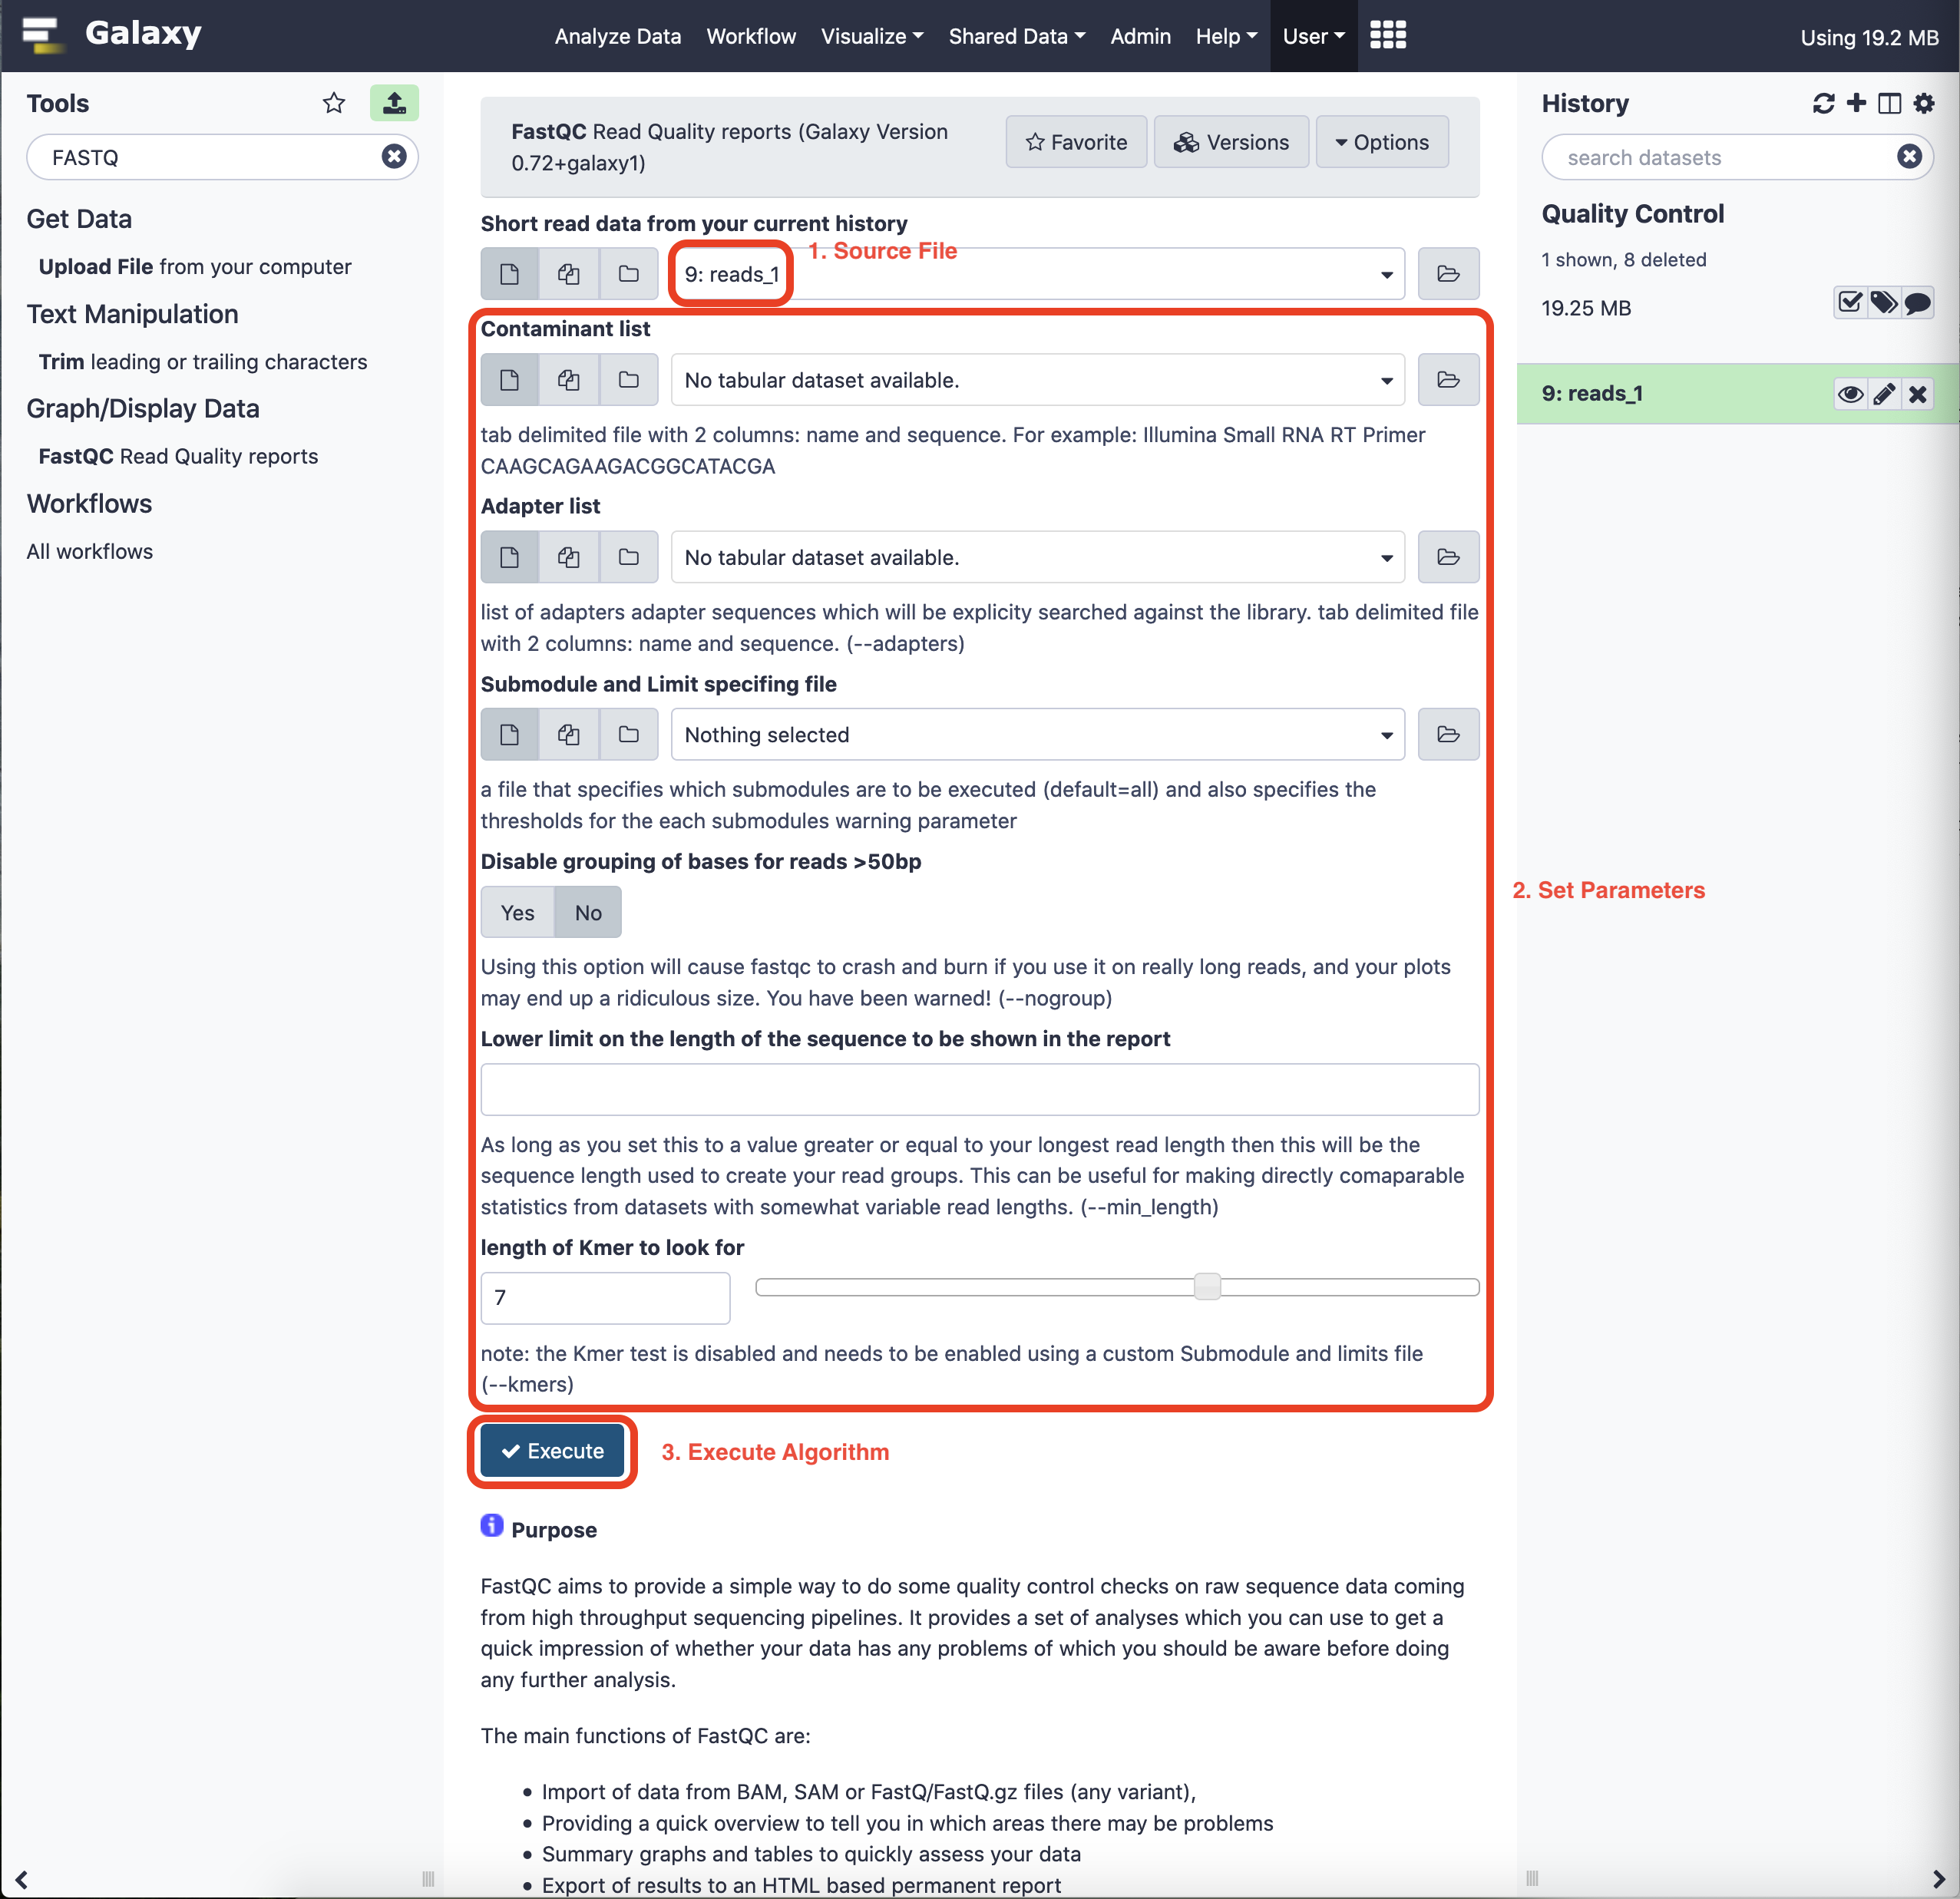 Galaxy
Analyze Data Workflow Visualize Shared Data Admin Help User
Using 19.2 MB
Tools
FASTQ
Get Data
Upload File from your computer
Text Manipulation
Trim leading or trailing characters
Graph/Display Data
FastQC Read Quality reports
Workflows
All workflows
FastQC Read Quality reports (Galaxy Version
0.72+galaxy1)
Favorite
Versions
Options
Short read data from your current history
9: reads_1
1. Source File
Contaminant list
No tabular dataset available.
tab delimited file with 2 columns: name and sequence. For example: Illumina Small RNA RT Primer
CAAGCAGAAGACGGCATACGA
Adapter list
No tabular dataset available.
list of adapters adapter sequences which will be explicity searched against the library. tab delimited file
with 2 columns: name and sequence. (--adapters)
Submodule and Limit specifing file
Nothing selected
a file that specifies which submodules are to be executed (default=all) and also specifies the
thresholds for the each submodules warning parameter
Disable grouping of bases for reads >50bp
Yes No
Using this option will cause fastqc to crash and burn if you use it on really long reads, and your plots
may end up a ridiculous size. You have been warned! (--nogroup)
Lower limit on the length of the sequence to be shown in the report
As long as you set this to a value greater or equal to your longest read length then this will be the
sequence length used to create your read groups. This can be useful for making directly comaparable
statistics from datasets with somewhat variable read lengths. (--min_length)
length of Kmer to look for
7
note: the Kmer test is disabled and needs to be enabled using a custom Submodule and limits file
(--kmers)
2. Set Parameters
Execute
3. Execute Algorithm
Purpose
FastQC aims to provide a simple way to do some quality control checks on raw sequence data coming
from high throughput sequencing pipelines. It provides a set of analyses which you can use to get a
quick impression of whether your data has any problems of which you should be aware before doing
any further analysis.
The main functions of FastQC are:
• Import of data from BAM, SAM or FastQ/FastQ.gz files (any variant),
• Providing a quick overview to tell you in which areas there may be problems
• Summary graphs and tables to quickly assess your data
• Export of results to an HTML based permanent report
History
search datasets
Quality Control
1 shown, 8 deleted
19.25 MB
9: reads_1